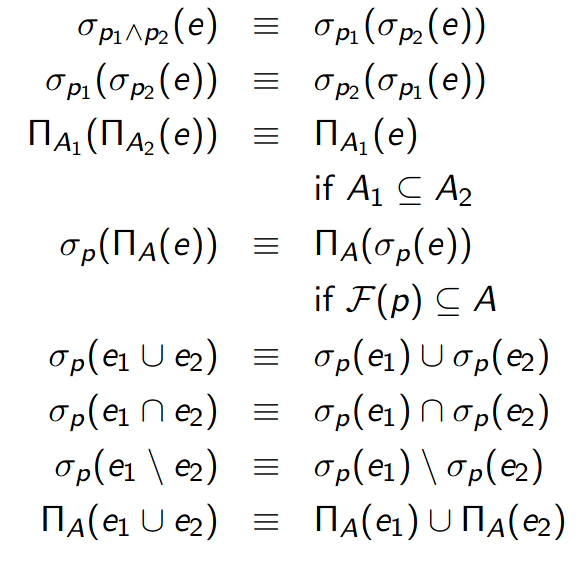 σ_{p₁∧p₂}(e) ≡ σ_{p₁}(σ_{p₂}(e))
σ_{p₁}(σ_{p₂}(e)) ≡ σ_{p₂}(σ_{p₁}(e))
Π_{A₁}(Π_{A₂}(e)) ≡ Π_{A₁}(e)
if A₁ ⊆ A₂
σ_p(Π_A(e)) ≡ Π_A(σ_p(e))
if ℱ(p) ⊆ A
σ_p(e₁ ∪ e₂) ≡ σ_p(e₁) ∪ σ_p(e₂)
σ_p(e₁ ∩ e₂) ≡ σ_p(e₁) ∩ σ_p(e₂)
σ_p(e₁ \ e₂) ≡ σ_p(e₁) \ σ_p(e₂)
Π_A(e₁ ∪ e₂) ≡ Π_A(e₁) ∪ Π_A(e₂)